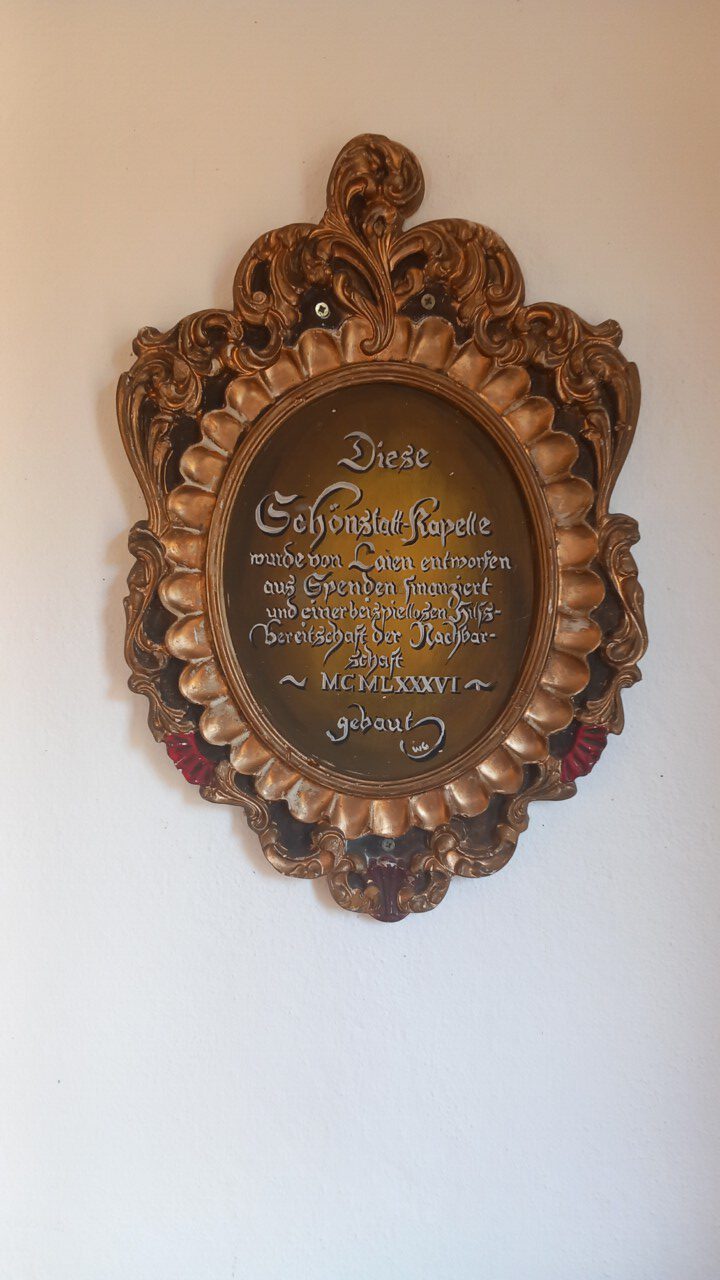 Diese
Schönstatt-Kapelle
wurde von Laien entworfen
aus Spenden finanziert
und einer beispiellosen Hilfs-
bereitschaft der Nachbar-
schaft
~ MCMLXXXVI ~
gebaut